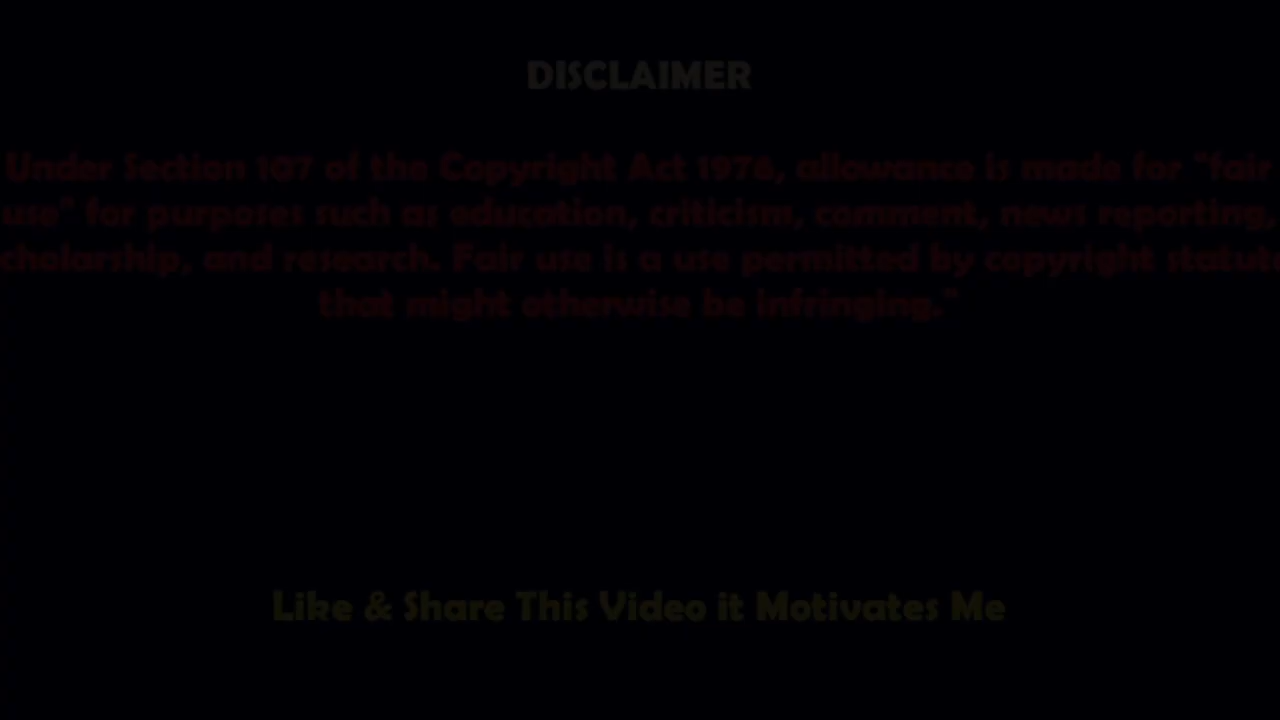 DISCLAIMER
Under Section 107 of the Copyright Act 1976, allowance is made for "fair
use" for purposes such as education, criticism, comment, news reporting,
cholarship, and research. Fair use is a use permitted by copyright statut
that might otherwise be infringing."
Like & Share This Video it Motivates Me